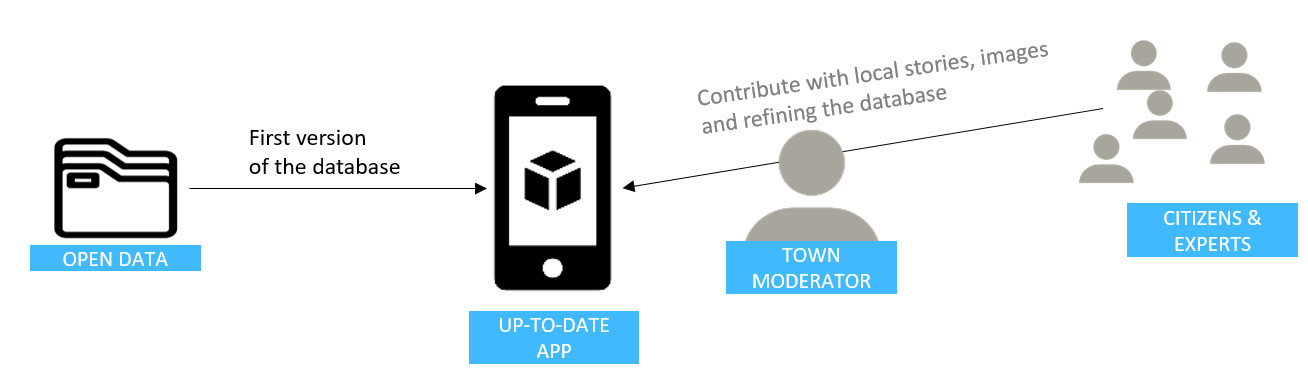 Contribute with local stories, images
and refining the database
First version
of the database
OPEN DATA
UP-TO-DATE
APP
TOWN
MODERATOR
CITIZENS &
EXPERTS